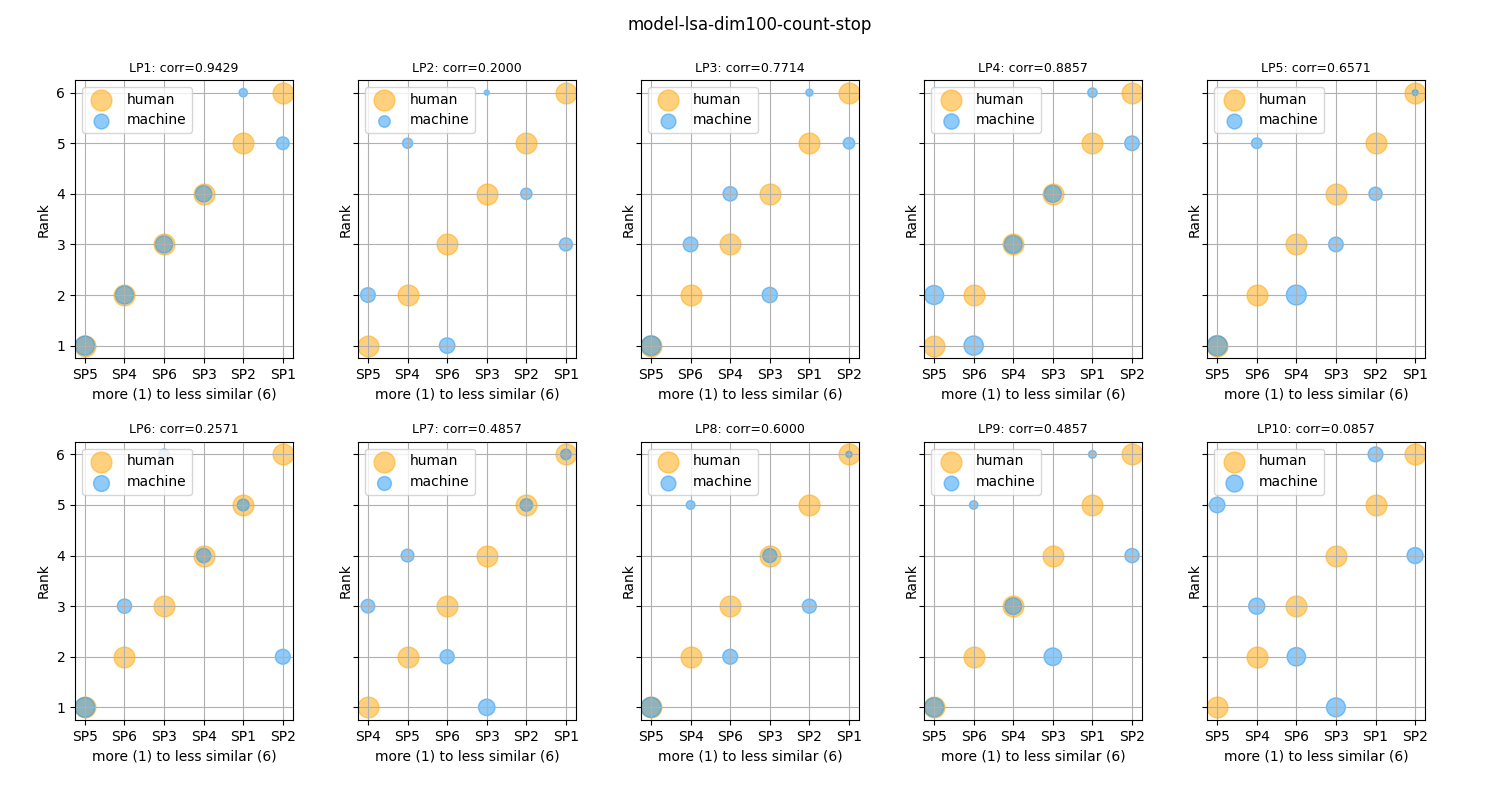 model-lsa-dim100-count-stop
LP1: corr=0.9429
human
machine
Rank
6
5
4
3
2
1
SP5 SP4 SP6 SP3 SP2 SP1
more (1) to less similar (6)
LP2: corr=0.2000
human
machine
Rank
SP5 SP4 SP6 SP3 SP2 SP1
more (1) to less similar (6)
LP3: corr=0.7714
human
machine
Rank
SP5 SP6 SP4 SP3 SP1 SP2
more (1) to less similar (6)
LP4: corr=0.8857
human
machine
Rank
SP5 SP6 SP4 SP3 SP1 SP2
more (1) to less similar (6)
LP5: corr=0.6571
human
machine
Rank
SP5 SP6 SP4 SP3 SP2 SP1
more (1) to less similar (6)
LP6: corr=0.2571
human
machine
Rank
6
5
4
3
2
1
SP5 SP6 SP3 SP4 SP1 SP2
more (1) to less similar (6)
LP7: corr=0.4857
human
machine
Rank
SP4 SP5 SP6 SP3 SP2 SP1
more (1) to less similar (6)
LP8: corr=0.6000
human
machine
Rank
SP5 SP4 SP6 SP3 SP2 SP1
more (1) to less similar (6)
LP9: corr=0.4857
human
machine
Rank
SP5 SP6 SP4 SP3 SP1 SP2
more (1) to less similar (6)
LP10: corr=0.0857
human
machine
Rank
SP5 SP4 SP6 SP3 SP1 SP2
more (1) to less similar (6)